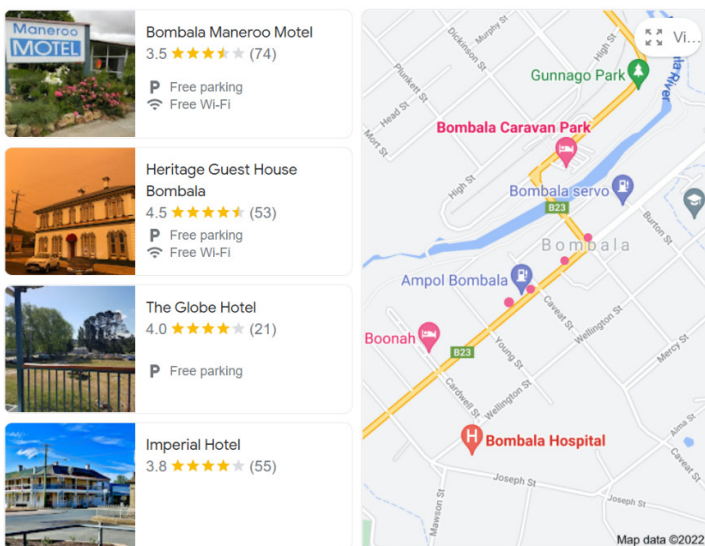 Maneroo
MOTEL
Bombala Maneroo Motel
3.5 (74)
P Free parking
Free Wi-Fi
Heritage Guest House
Bombala
4.5 (53)
P Free parking
Free Wi-Fi
The Globe Hotel
4.0 (21)
P Free parking
Imperial Hotel
3.8 (55)
Vi...
Murphy St
Dickinson St
High St
Plunkett St
Gunnago Park
la River
Head St
Mort St
Bombala Caravan Park
High St
Bombala servo
B23
Burton St
Bombala
Ampol Bombala
Caveat St
Wellington St
Boonah
B23
Young St
Mercy St
Cardwell St
Wellington St
Alma St
H
Bombala Hospital
Caveat St
Joseph St
Joseph St
Mawson St
Map data ©2022